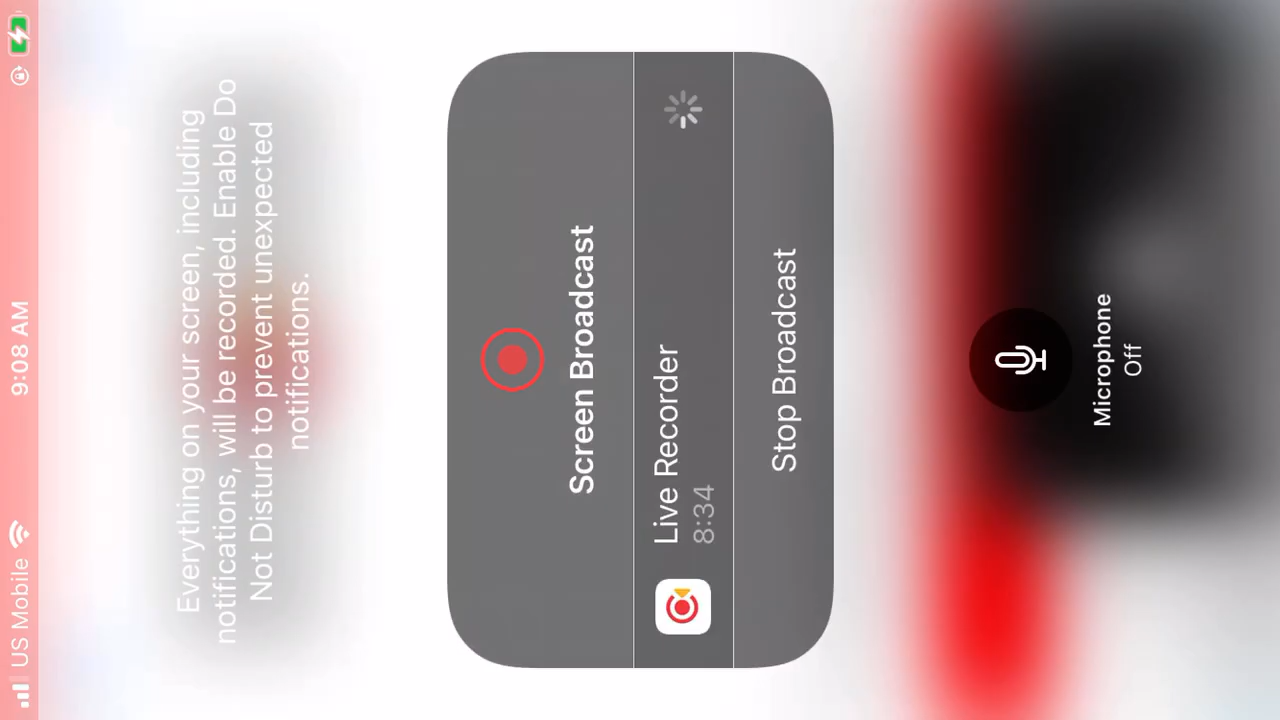 US Mobile 9:08 AM
Everything on your screen, including
notifications, will be recorded. Enable Do
Not Disturb to prevent unexpected
notifications.
Screen Broadcast
Live Recorder
8:34
Stop Broadcast
Microphone
Off